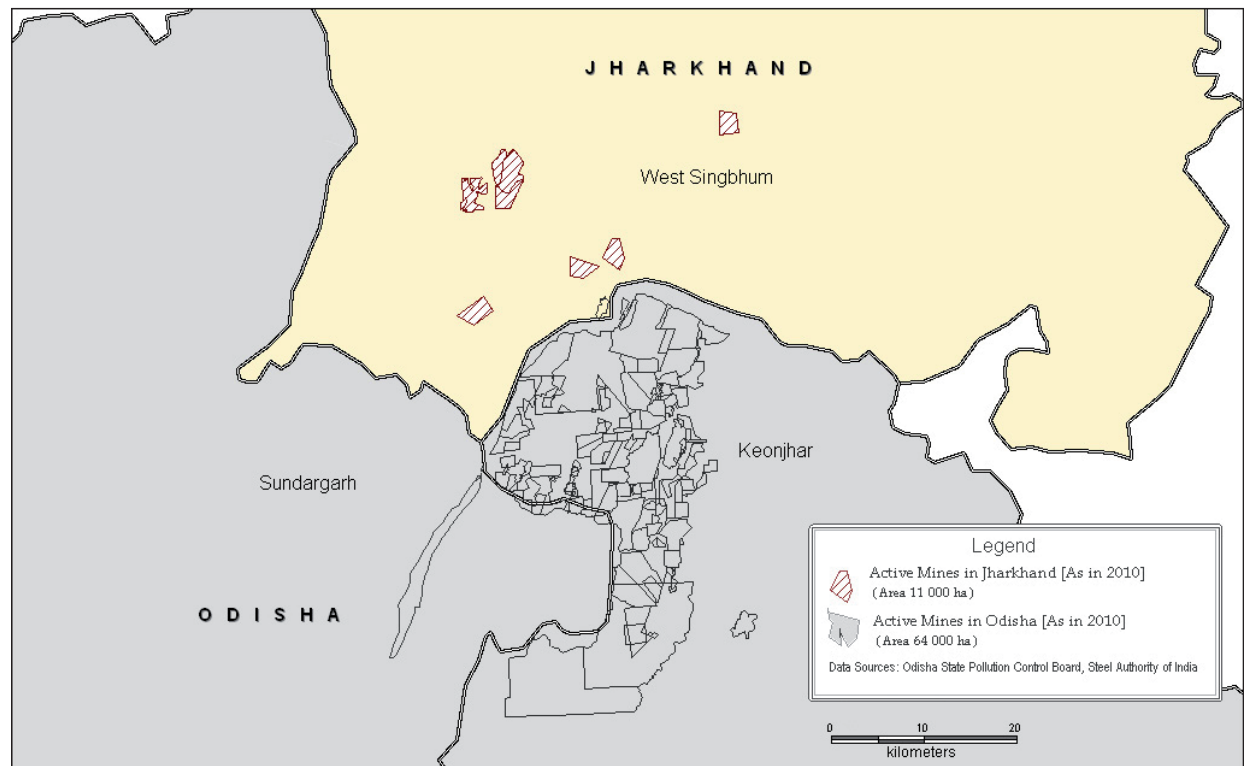 JHARKHAND
West Singbhum
Keonjhar
Sundargarh
ODISHA
Legend
Active Mines in Jharkhand [As in 2010]
(Area 11 000 ha)
Active Mines in Odisha [As in 2010]
(Area 64 000 ha)
Data Sources: Odisha State Pollution Control Board, Steel Authority of India
0 10 20
kilometers